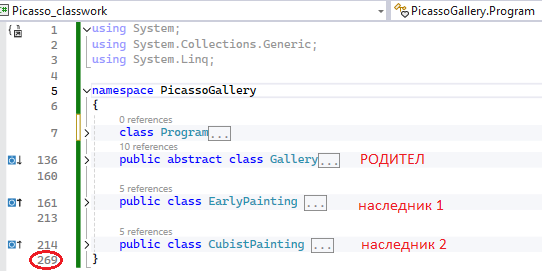 Picasso_classwork PicassoGallery.Program
1 using System;
2 using System.Collections.Generic;
3 using System.Linq;
4
5 namespace PicassoGallery
6 {
0 references
7 class Program...
10 references
136 public abstract class Gallery... РОДИТЕЛ
160
5 references
161 public class EarlyPainting ... наследник 1
213
5 references
214 public class CubistPainting ... наследник 2
269 }